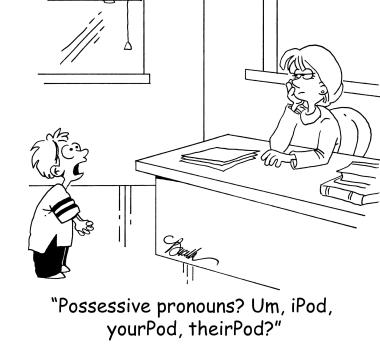 “Possessive pronouns? Um, iPod,
yourPod, theirPod?”